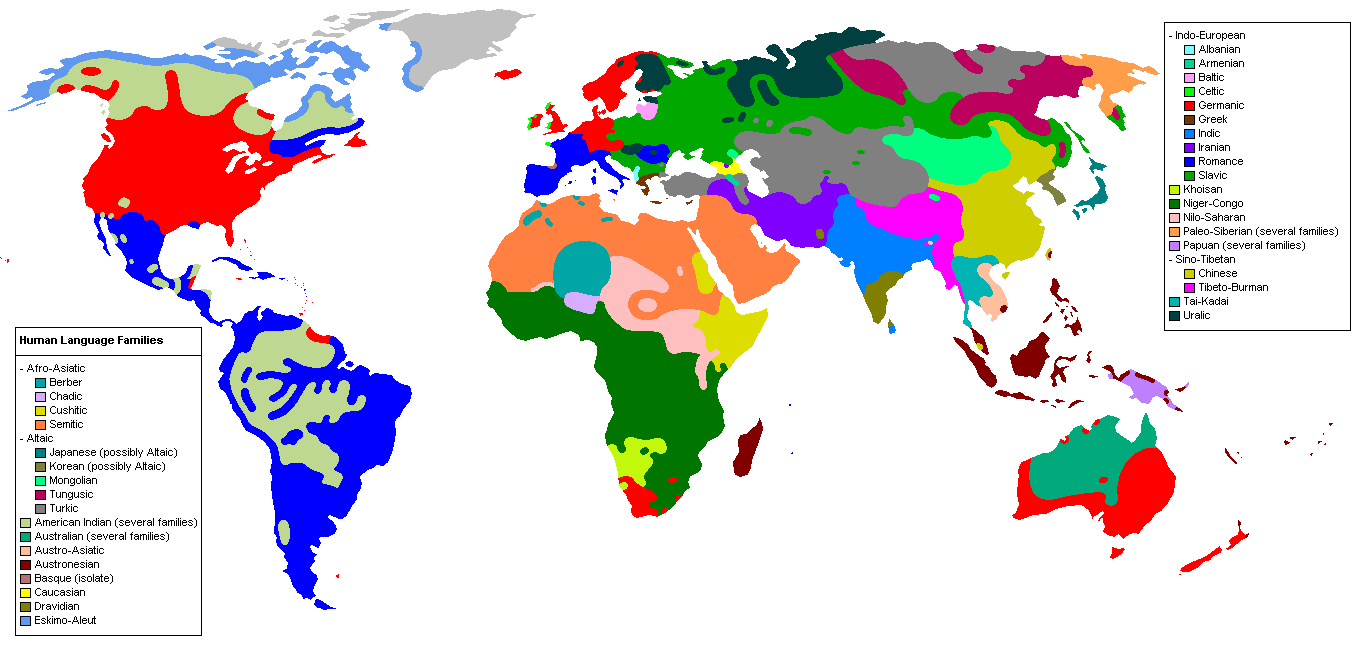 Human Language Families
- Afro-Asiatic
Berber
Chadic
Cushitic
Semitic
- Altaic
Japanese (possibly Altaic)
Korean (possibly Altaic)
Mongolian
Tungusic
Turkic
American Indian (several families)
Australian (several families)
Austro-Asiatic
Austronesian
Basque (isolate)
Caucasian
Dravidian
Eskimo-Aleut
- Indo-European
Albanian
Armenian
Baltic
Celtic
Germanic
Greek
Indic
Iranian
Romance
Slavic
Khoisan
Niger-Congo
Nilo-Saharan
Paleo-Siberian (several families)
Papuan (several families)
- Sino-Tibetan
Chinese
Tibeto-Burman
Tai-Kadai
Uralic